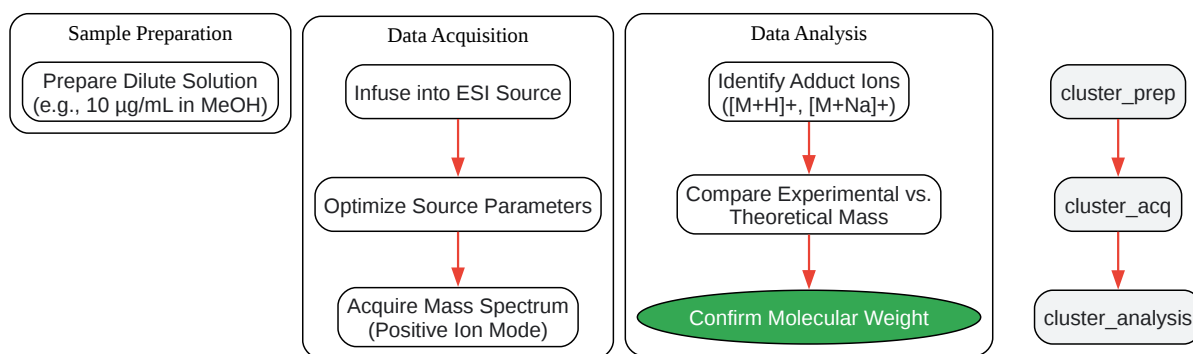 Sample Preparation
Prepare Dilute Solution
(e.g., 10 µg/mL in MeOH)
Data Acquisition
Infuse into ESI Source
Optimize Source Parameters
Acquire Mass Spectrum
(Positive Ion Mode)
Data Analysis
Identify Adduct Ions
([M+H]+, [M+Na]+)
Compare Experimental vs.
Theoretical Mass
Confirm Molecular Weight
cluster_prep
cluster_acq
cluster_analysis